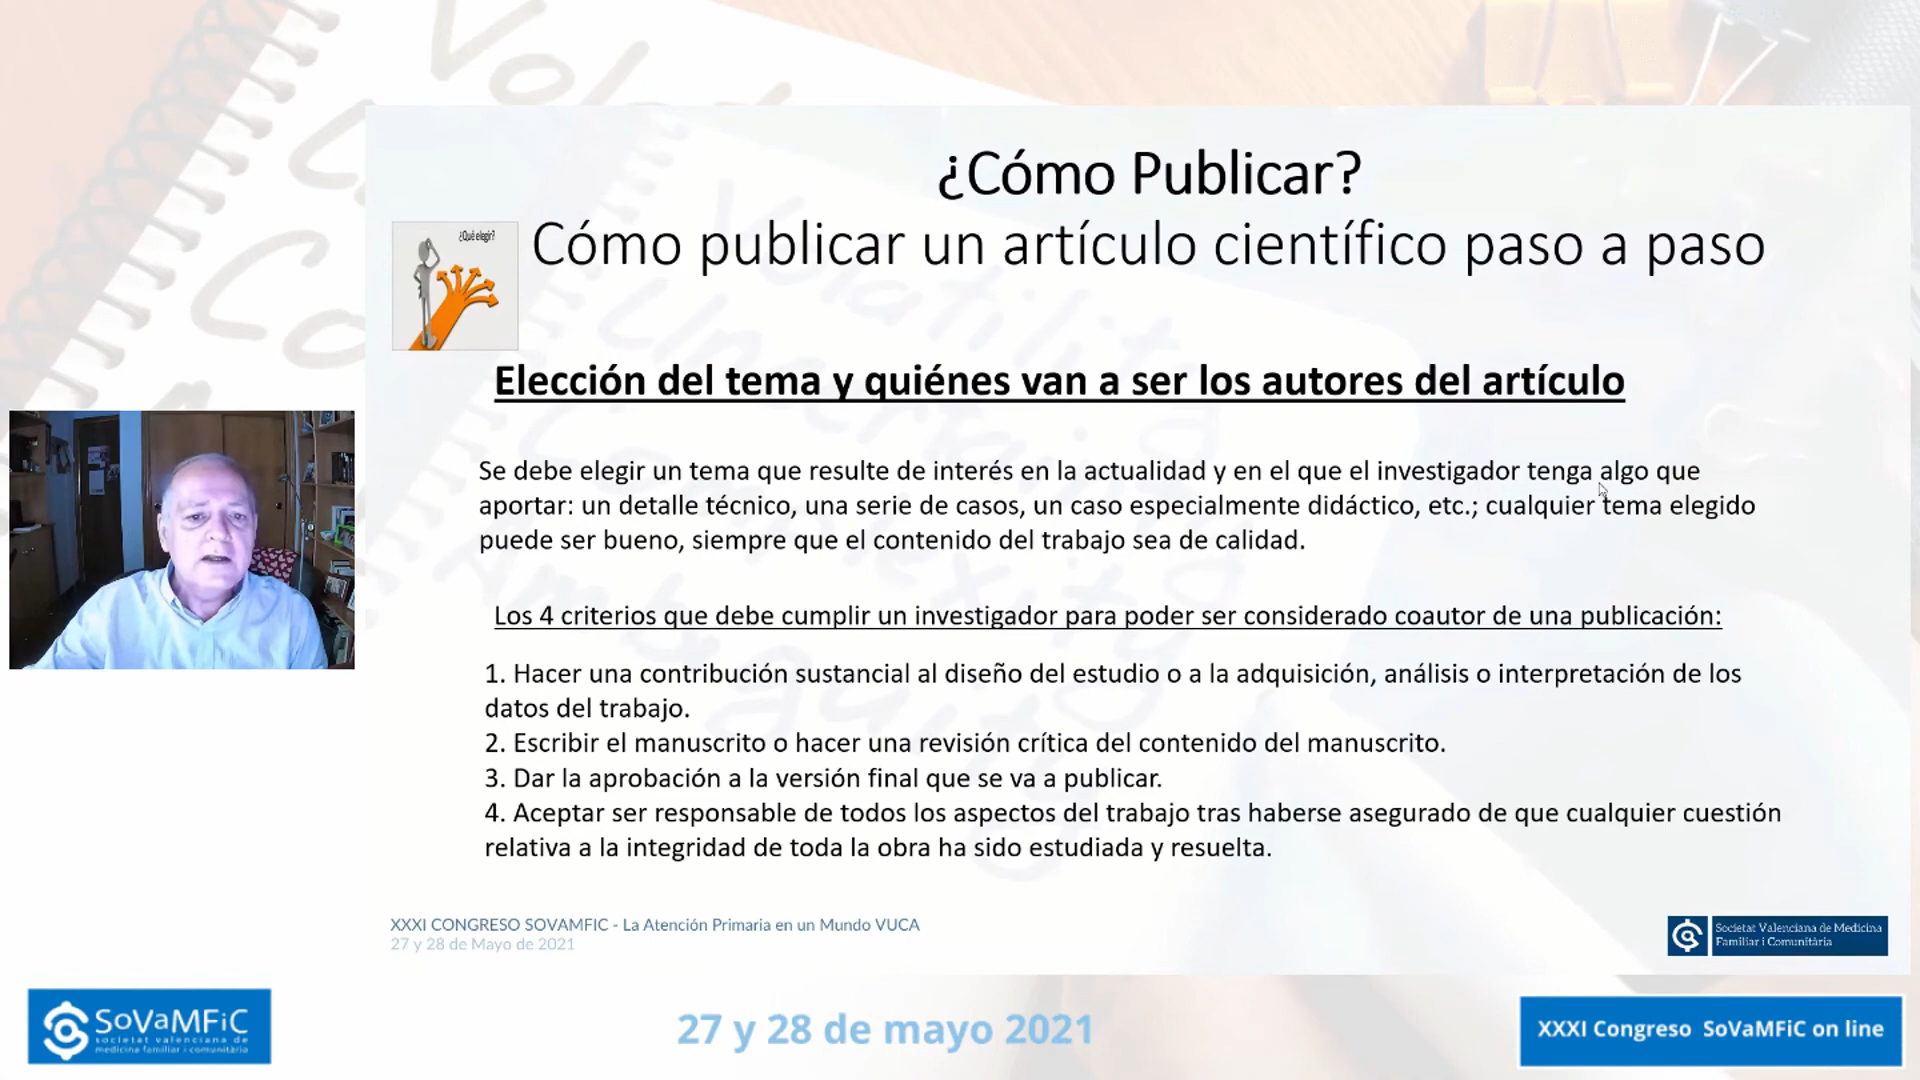 ¿Cómo Publicar?
¿Qué elegir?
Cómo publicar un artículo científico paso a paso
Elección del tema y quiénes van a ser los autores del artículo
Se debe elegir un tema que resulte de interés en la actualidad y en el que el investigador tenga algo que
aportar: un detalle técnico, una serie de casos, un caso especialmente didáctico, etc.; cualquier tema elegido
puede ser bueno, siempre que el contenido del trabajo sea de calidad.
Los 4 criterios que debe cumplir un investigador para poder ser considerado coautor de una publicación:
1. Hacer una contribución sustancial al diseño del estudio o a la adquisición, análisis o interpretación de los
datos del trabajo.
2. Escribir el manuscrito o hacer una revisión crítica del contenido del manuscrito.
3. Dar la aprobación a la versión final que se va a publicar.
4. Aceptar ser responsable de todos los aspectos del trabajo tras haberse asegurado de que cualquier cuestión
relativa a la integridad de toda la obra ha sido estudiada y resuelta.
XXXI CONGRESO SOVAMFIC - La Atención Primaria en un Mundo VUCA
27 y 28 de Mayo de 2021
Societat Valenciana de Medicina
Familiar i Comunitària
SoVaMFiC
societat valenciana de
medicina familiar i comunitària
27 y 28 de mayo 2021
XXXI Congreso SoVaMFiC on line
Volatility
Uncertainty
Complexity
Ambiguity